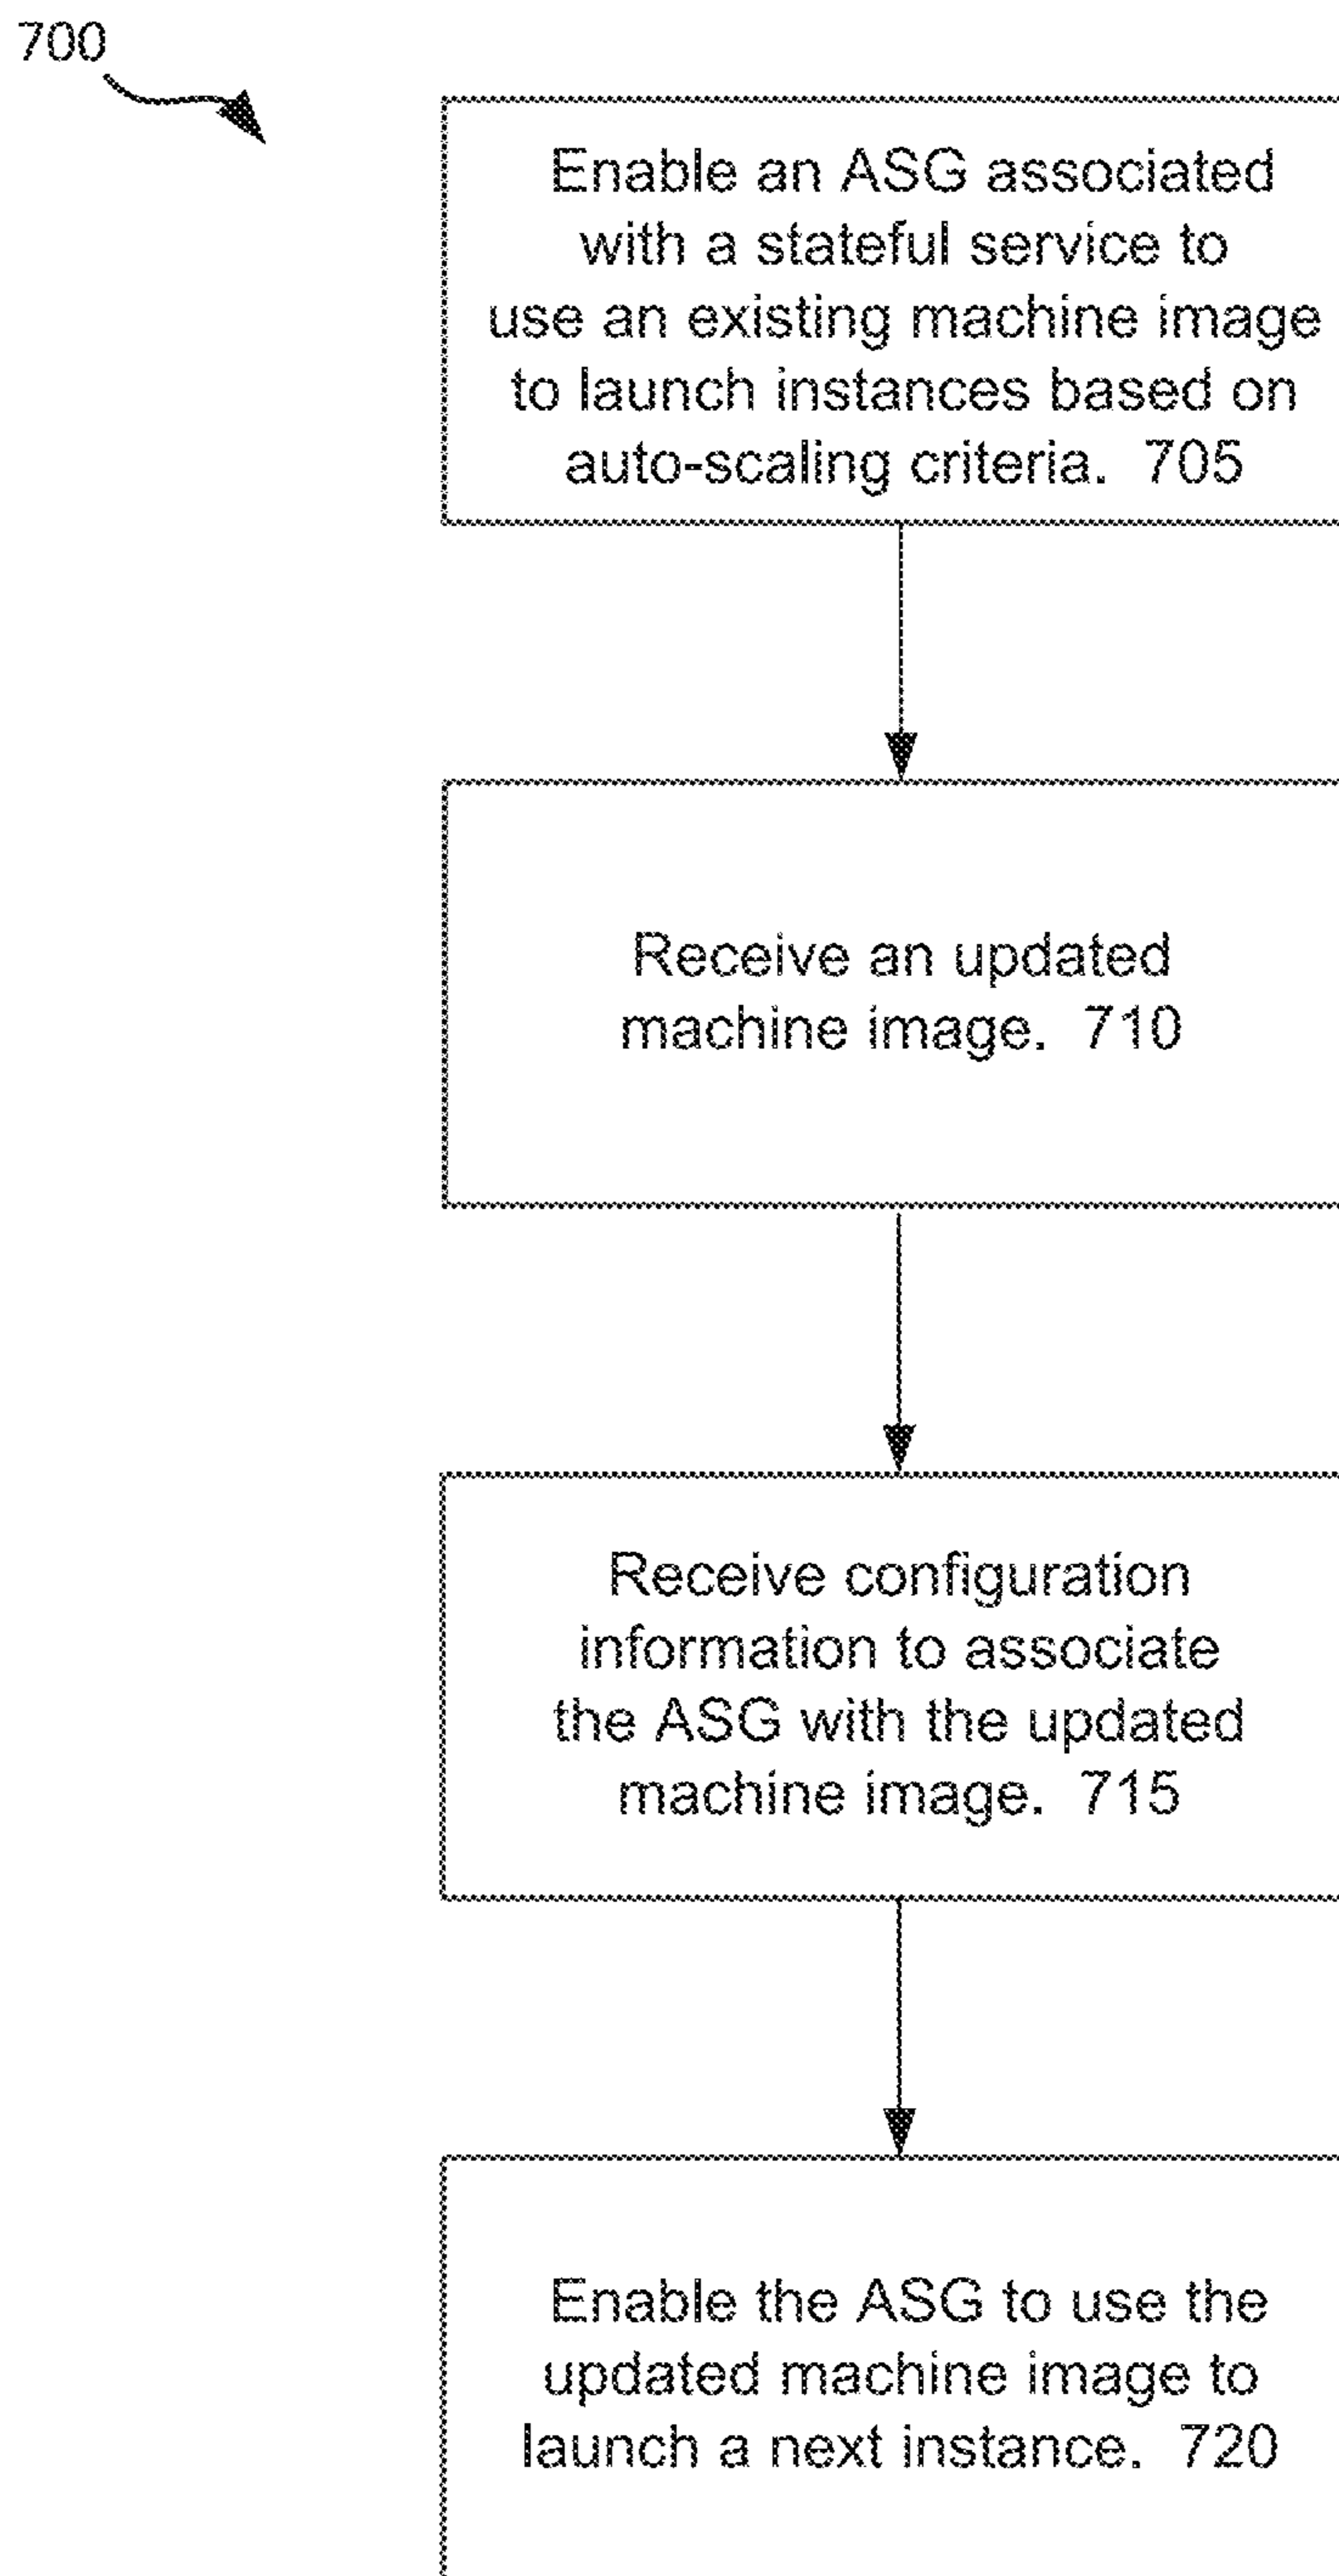 700
Enable an ASG associated
with a stateful service to
use an existing machine image
to launch instances based on
auto-scaling criteria. 705
Receive an updated
machine image. 710
Receive configuration
information to associate
the ASG with the updated
machine image. 715
Enable the ASG to use the
updated machine image to
launch a next instance. 720